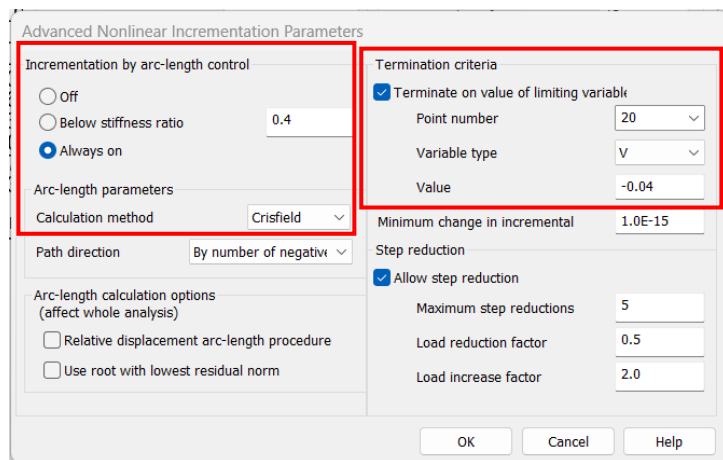 Advanced Nonlinear Incrementation Parameters
Incrementation by arc-length control
Off
Below stiffness ratio 0.4
Always on
Arc-length parameters
Calculation method Crisfield
Path direction By number of negative
Arc-length calculation options
(affect whole analysis)
Relative displacement arc-length procedure
Use root with lowest residual norm
Termination criteria
Terminate on value of limiting variable
Point number 20
Variable type V
Value -0.04
Minimum change in incremental 1.0E-15
Step reduction
Allow step reduction
Maximum step reductions 5
Load reduction factor 0.5
Load increase factor 2.0
OK Cancel Help